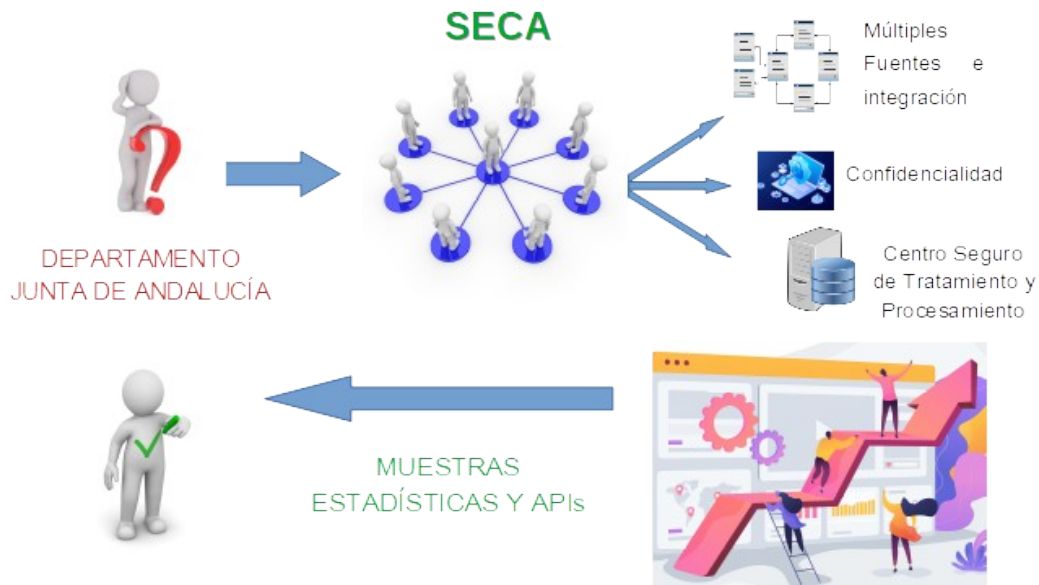 SECA
Múltiples
Fuentes e
integración
Confidencialidad
DEPARTAMENTO
JUNTA DE ANDALUCÍA
Centro Seguro
de Tratamiento y
Procesamiento
MUESTRAS
ESTADÍSTICAS Y APIs